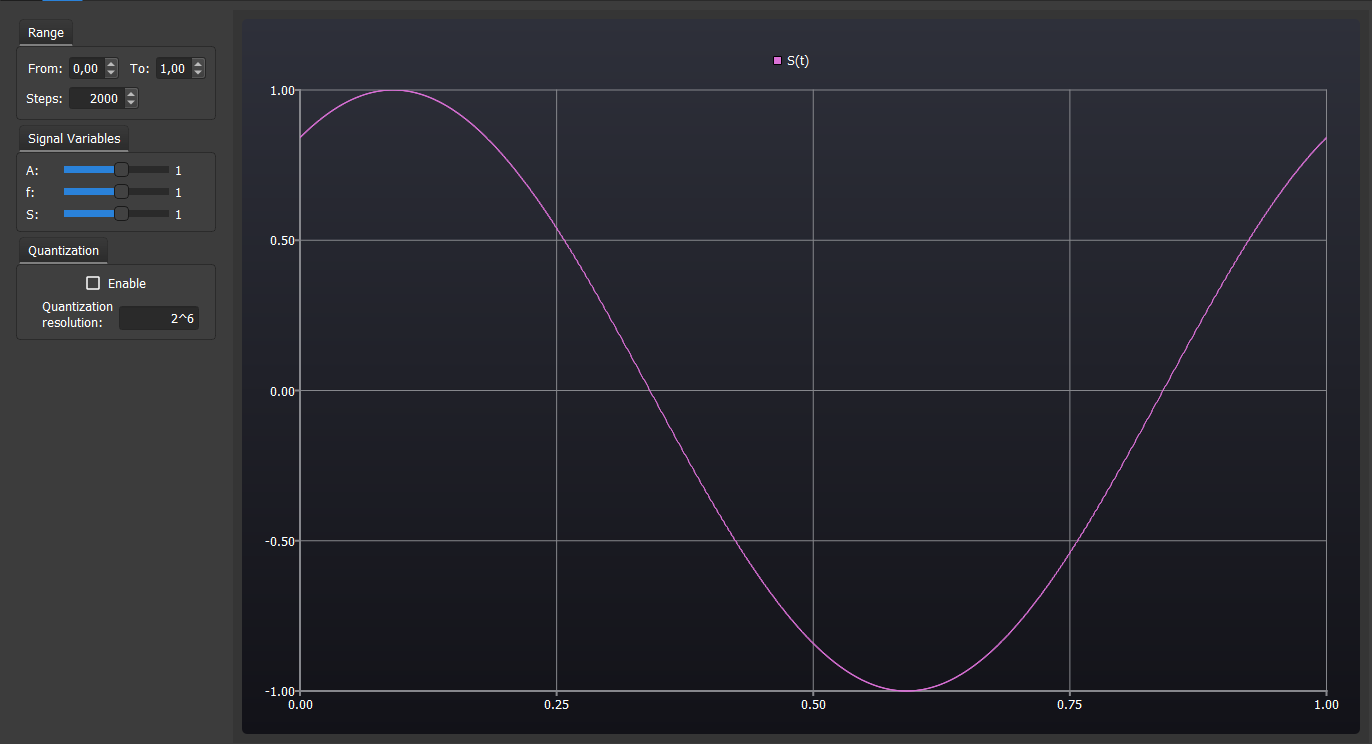 Range
From: 0,00 To: 1,00
Steps: 2000
Signal Variables
A: 1
f: 1
S: 1
Quantization
Enable
Quantization
resolution: 2^6
S(t)
1.00
0.50
0.00
-0.50
-1.00
0.00 0.25 0.50 0.75 1.00